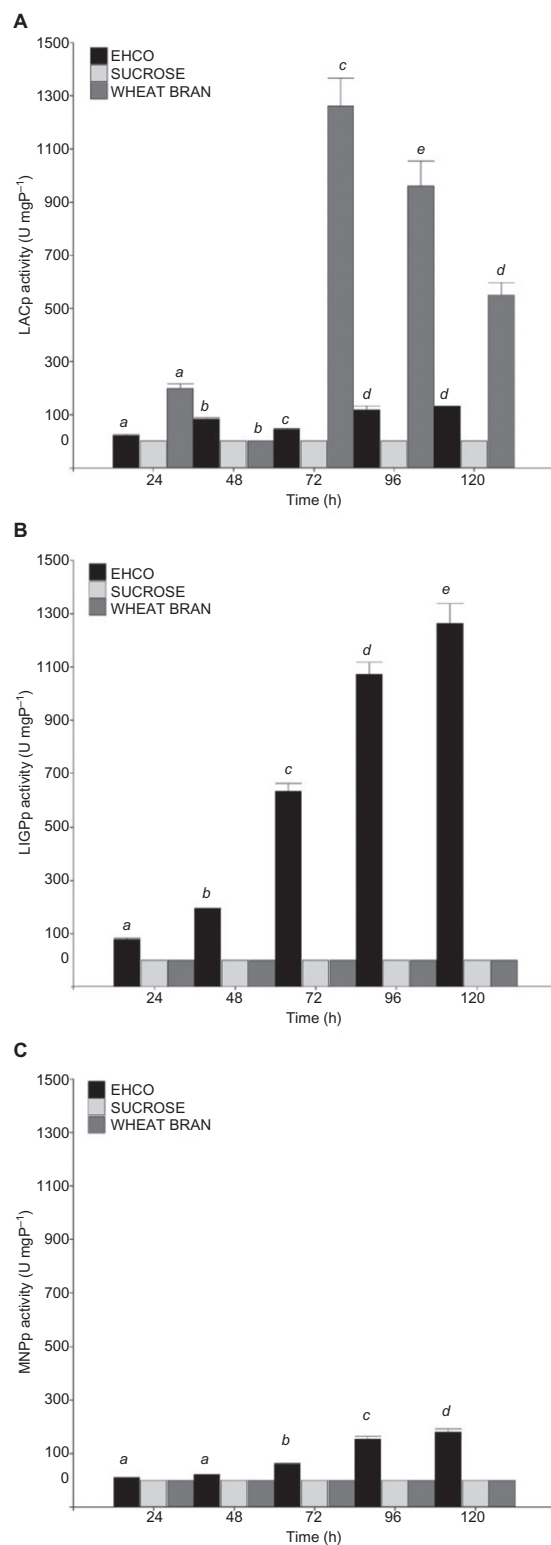 A
1500
1300
1100
900
700
500
300
100
0
LACp activity (U mgP⁻¹)
EHCO
SUCROSE
WHEAT BRAN
a
a
b
b
c
c
d
e
d
d
24 48 72 96 120
Time (h)
B
1500
1300
1100
900
700
500
300
100
0
LIGPp activity (U mgP⁻¹)
EHCO
SUCROSE
WHEAT BRAN
a
b
c
d
e
24 48 72 96 120
Time (h)
C
1500
1300
1100
900
700
500
300
100
0
MNPp activity (U mgP⁻¹)
EHCO
SUCROSE
WHEAT BRAN
a
a
b
c
d
24 48 72 96 120
Time (h)